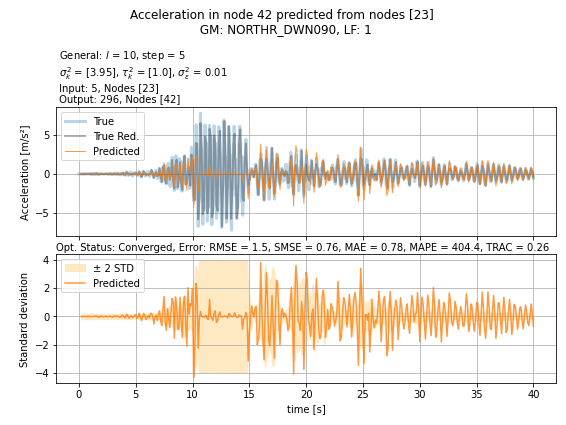 Acceleration in node 42 predicted from nodes [23]
GM: NORTHR_DWN090, LF: 1
General: l = 10, step = 5
σ²ₖ = [3.95], τ²ₖ = [1.0], σ²ε = 0.01
Input: 5, Nodes [23]
Output: 296, Nodes [42]
True
True Red.
Predicted
Acceleration [m/s²]
5
0
−5
Opt. Status: Converged, Error: RMSE = 1.5, SMSE = 0.76, MAE = 0.78, MAPE = 404.4, TRAC = 0.26
± 2 STD
Predicted
Standard deviation
4
2
0
−2
−4
0 5 10 15 20 25 30 35 40
time [s]